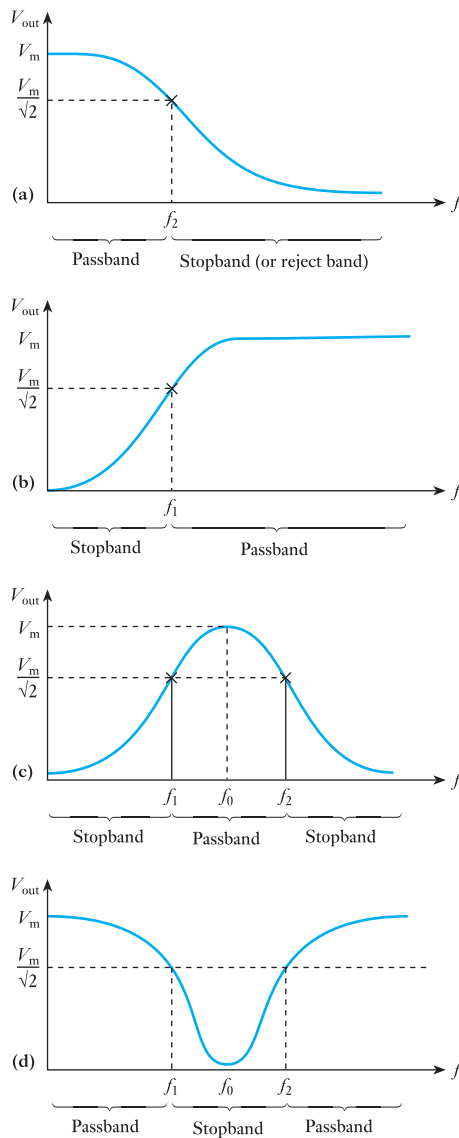 V_out
V_m
V_m
√2
(a)
f
f_2
Passband Stopband (or reject band)
V_out
V_m
V_m
√2
(b)
f
f_1
Stopband Passband
V_out
V_m
V_m
√2
(c)
f
f_1 f_0 f_2
Stopband Passband Stopband
V_out
V_m
V_m
√2
(d)
f
f_1 f_0 f_2
Passband Stopband Passband